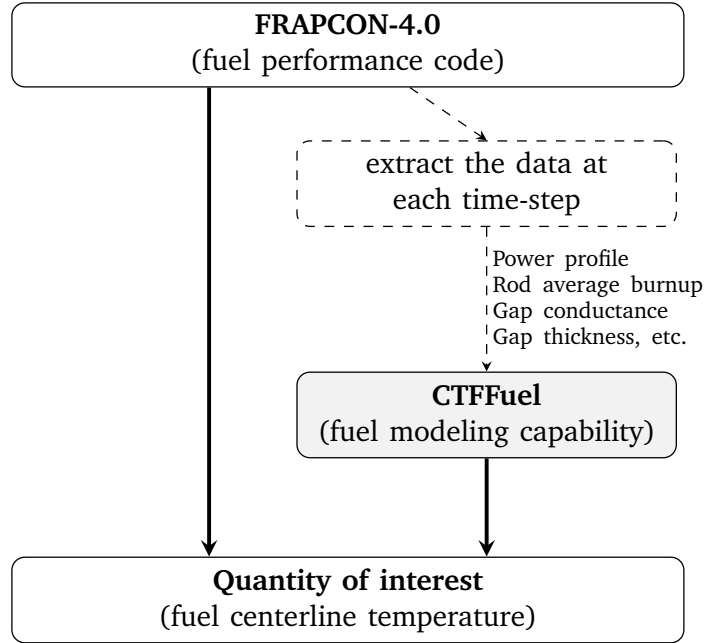 FRAPCON-4.0
(fuel performance code)
extract the data at
each time-step
Power profile
Rod average burnup
Gap conductance
Gap thickness, etc.
CTFFuel
(fuel modeling capability)
Quantity of interest
(fuel centerline temperature)